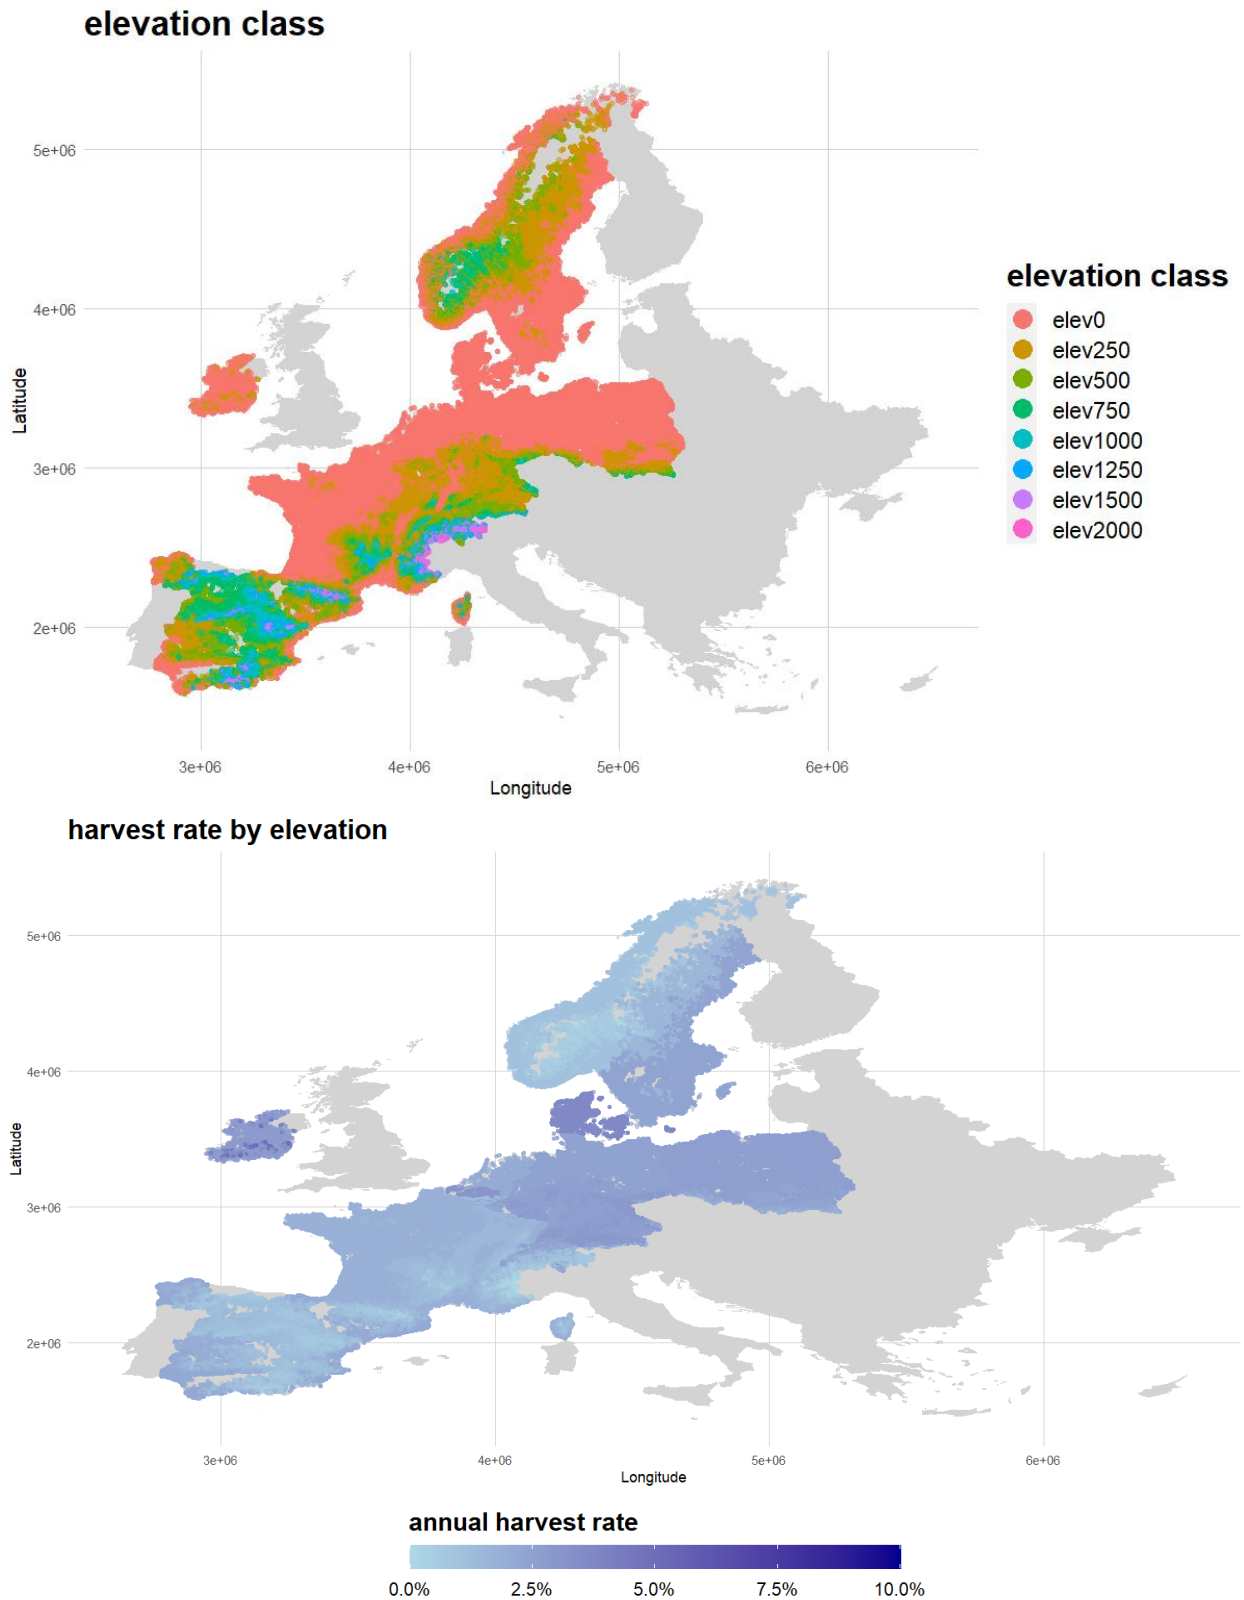 elevation class
5e+06
4e+06
3e+06
2e+06
Latitude
3e+06 4e+06 5e+06 6e+06
Longitude
elevation class
elev0
elev250
elev500
elev750
elev1000
elev1250
elev1500
elev2000
harvest rate by elevation
5e+06
4e+06
3e+06
2e+06
Latitude
3e+06 4e+06 5e+06 6e+06
Longitude
annual harvest rate
0.0% 2.5% 5.0% 7.5% 10.0%